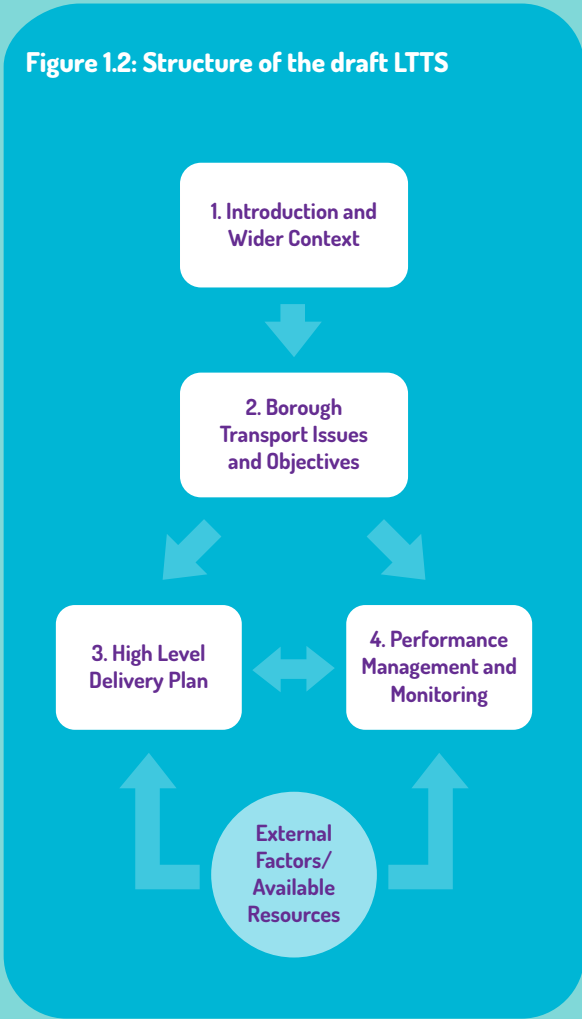 Figure 1.2: Structure of the draft LTTS
1. Introduction and
Wider Context
2. Borough
Transport Issues
and Objectives
3. High Level
Delivery Plan
4. Performance
Management and
Monitoring
External
Factors/
Available
Resources